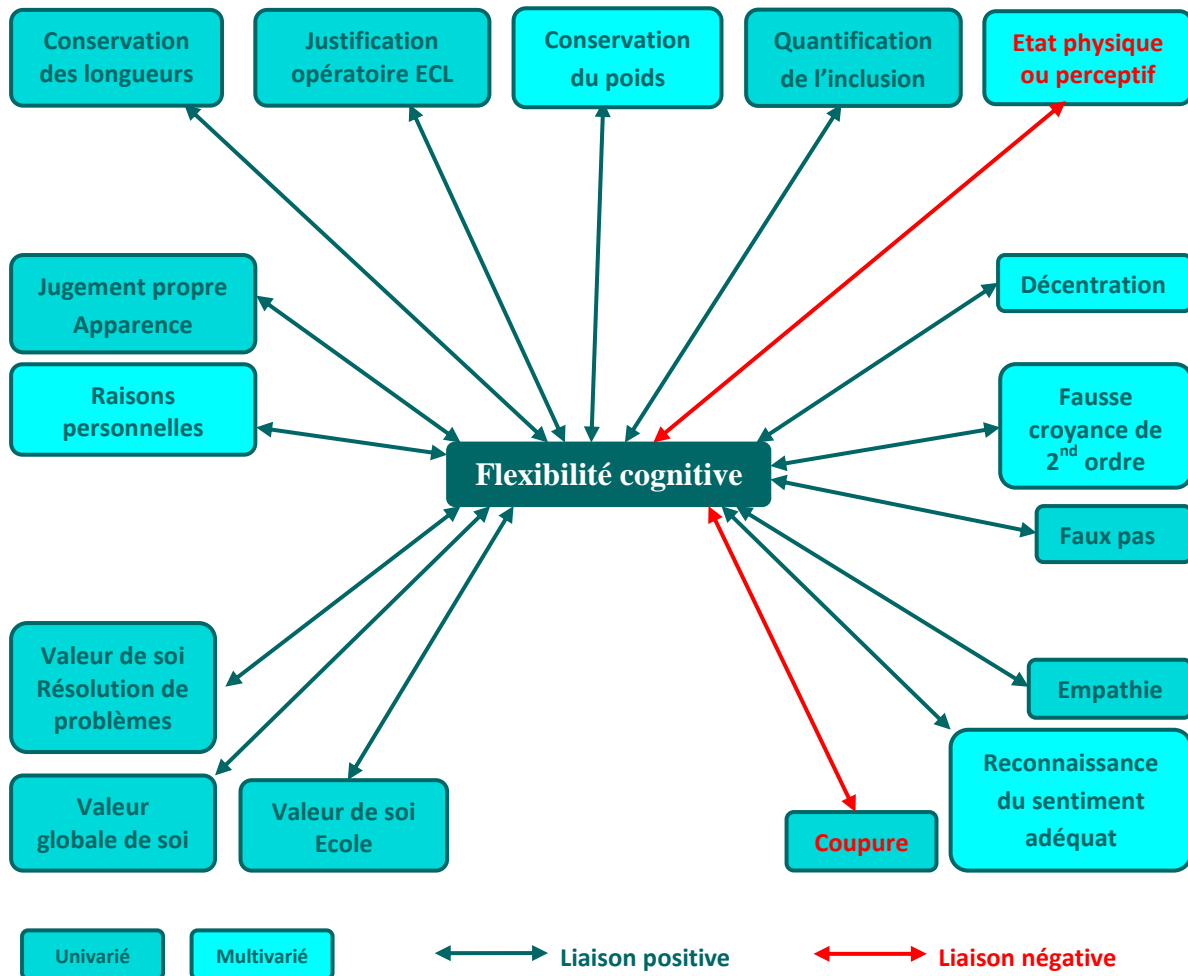 Conservation
des longueurs
Justification
opératoire ECL
Conservation
du poids
Quantification
de l'inclusion
Etat physique
ou perceptif
Jugement propre
Apparence
Décentration
Raisons
personnelles
Fausse
croyance de
2nd ordre
Flexibilité cognitive
Faux pas
Valeur de soi
Résolution de
problèmes
Empathie
Valeur
globale de soi
Valeur de soi
Ecole
Coupure
Reconnaissance
du sentiment
adéquat
Univarié
Multivarié
Liaison positive
Liaison négative